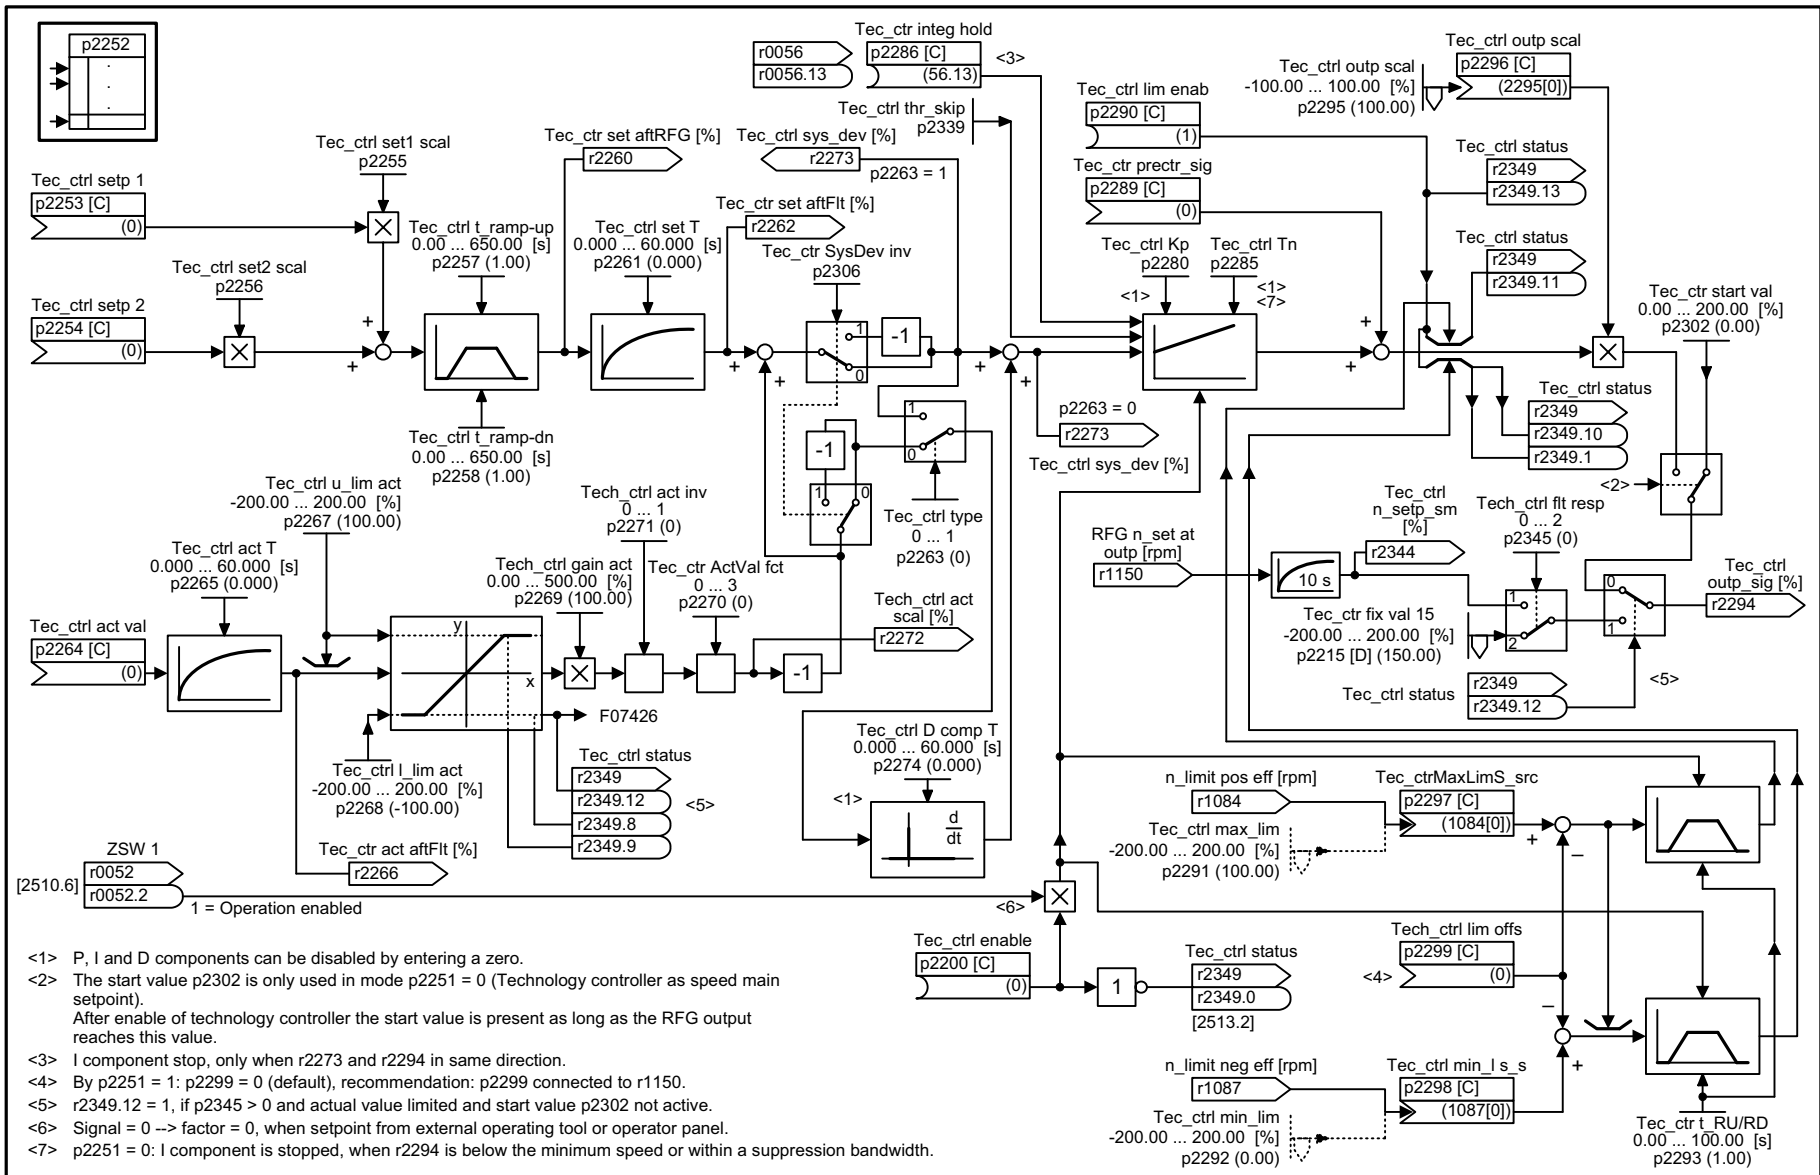 p2252
Tec_ctrl setp 1
p2253 [C]
(0)
Tec_ctrl set1 scal
p2255
Tec_ctrl set2 scal
p2256
Tec_ctrl setp 2
p2254 [C]
(0)
+
+
Tec_ctrl t_ramp-up
0.00 ... 650.00 [s]
p2257 (1.00)
Tec_ctrl t_ramp-dn
0.00 ... 650.00 [s]
p2258 (1.00)
Tec_ctr set aftRFG [%]
r2260
Tec_ctrl set T
0.000 ... 60.000 [s]
p2261 (0.000)
Tec_ctr set aftFlt [%]
r2262
Tec_ctrl sys_dev [%]
r2273
p2263 = 1
Tec_ctr SysDev inv
p2306
+
+
1
0
-1
r0056
r0056.13
Tec_ctr integ hold
p2286 [C]
(56.13)
<3>
Tec_ctrl thr_skip
p2339
Tec_ctrl lim enab
p2290 [C]
(1)
Tec_ctr prectr_sig
p2289 [C]
(0)
Tec_ctrl Kp
p2280
<1>
Tec_ctrl Tn
p2285
<1>
<7>
+
+
p2263 = 0
r2273
Tec_ctrl sys_dev [%]
+
+
Tec_ctrl outp scal
-100.00 ... 100.00 [%]
p2295 (100.00)
Tec_ctrl outp scal
p2296 [C]
(2295[0])
Tec_ctrl status
r2349
r2349.13
Tec_ctrl status
r2349
r2349.11
Tec_ctr start val
0.00 ... 200.00 [%]
p2302 (0.00)
Tec_ctrl status
r2349
r2349.10
r2349.1
<2>
1
0
-1
1
0
Tec_ctrl type
0 ... 1
p2263 (0)
Tec_ctrl u_lim act
-200.00 ... 200.00 [%]
p2267 (100.00)
Tec_ctrl act T
0.000 ... 60.000 [s]
p2265 (0.000)
Tec_ctrl act val
p2264 [C]
(0)
y
x
Tech_ctrl gain act
0.00 ... 500.00 [%]
p2269 (100.00)
Tech_ctrl act inv
0 ... 1
p2271 (0)
Tec_ctr ActVal fct
0 ... 3
p2270 (0)
Tech_ctrl act
scal [%]
r2272
-1
F07426
Tec_ctrl l_lim act
-200.00 ... 200.00 [%]
p2268 (-100.00)
Tec_ctrl status
r2349
r2349.12
<5>
r2349.8
r2349.9
Tec_ctr act aftFlt [%]
r2266
Tec_ctrl D comp T
0.000 ... 60.000 [s]
p2274 (0.000)
<1>
d
dt
RFG n_set at
outp [rpm]
r1150
10 s
Tec_ctrl
n_setp_sm
[%]
r2344
Tech_ctrl flt resp
0 ... 2
p2345 (0)
Tec_ctr fix val 15
-200.00 ... 200.00 [%]
p2215 [D] (150.00)
1
2
0
1
Tec_ctrl
outp_sig [%]
r2294
Tec_ctrl status
r2349
r2349.12
<5>
n_limit pos eff [rpm]
r1084
Tec_ctrl max_lim
-200.00 ... 200.00 [%]
p2291 (100.00)
Tec_ctrMaxLimS_src
p2297 [C]
(1084[0])
+
–
Tech_ctrl lim offs
p2299 [C]
(0)
<4>
–
+
n_limit neg eff [rpm]
r1087
Tec_ctrl min_lim
-200.00 ... 200.00 [%]
p2292 (0.00)
Tec_ctrl min_l s_s
p2298 [C]
(1087[0])
Tec_ctr t_RU/RD
0.00 ... 100.00 [s]
p2293 (1.00)
ZSW 1
r0052
r0052.2
[2510.6]
1 = Operation enabled
<6>
Tec_ctrl enable
p2200 [C]
(0)
1
Tec_ctrl status
r2349
r2349.0
[2513.2]
<1> P, I and D components can be disabled by entering a zero.
<2> The start value p2302 is only used in mode p2251 = 0 (Technology controller as speed main
setpoint).
After enable of technology controller the start value is present as long as the RFG output
reaches this value.
<3> I component stop, only when r2273 and r2294 in same direction.
<4> By p2251 = 1: p2299 = 0 (default), recommendation: p2299 connected to r1150.
<5> r2349.12 = 1, if p2345 > 0 and actual value limited and start value p2302 not active.
<6> Signal = 0 --> factor = 0, when setpoint from external operating tool or operator panel.
<7> p2251 = 0: I component is stopped, when r2294 is below the minimum speed or within a suppression bandwidth.